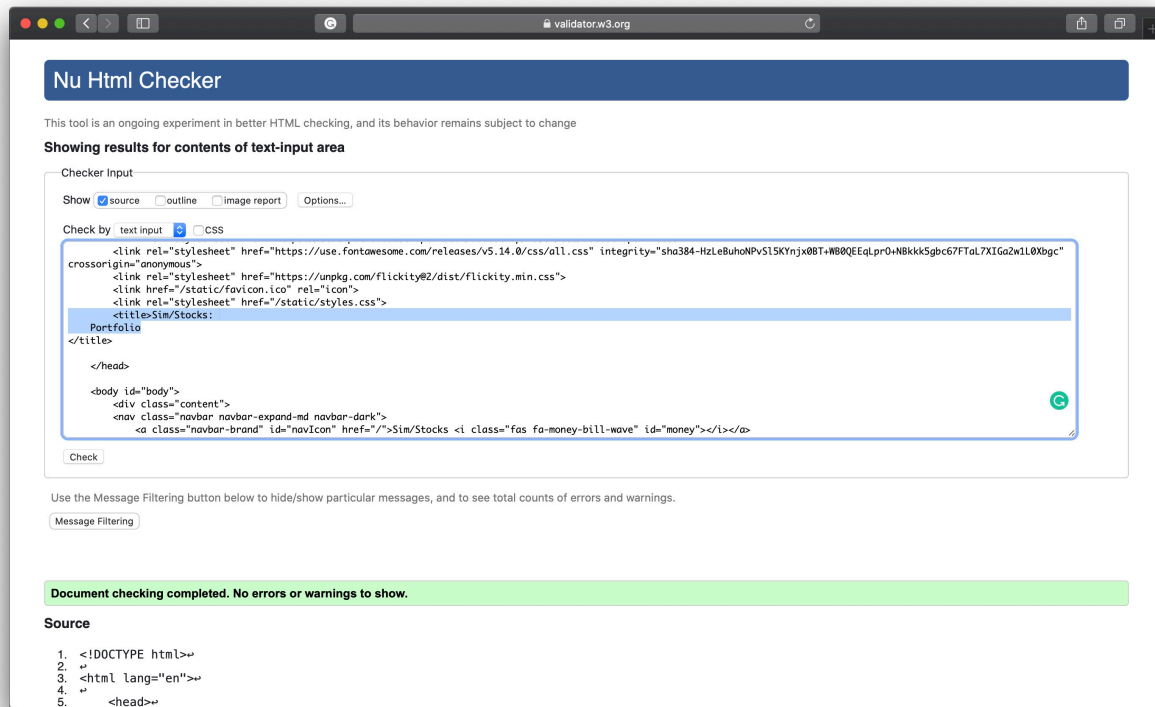 validator.w3.org
Nu Html Checker
This tool is an ongoing experiment in better HTML checking, and its behavior remains subject to change
Showing results for contents of text-input area
Checker Input
Show source outline image report Options...
Check by text input CSS
<link rel="stylesheet" href="https://use.fontawesome.com/releases/v5.14.0/css/all.css" integrity="sha384-HzLeBuhoNPvSl5KYnjx0BT+WB0QEEqLprO+NBkkk5gbc67FTaL7XIGa2w1L0Xbgc"
crossorigin="anonymous">
<link rel="stylesheet" href="https://unpkg.com/flickity@2/dist/flickity.min.css">
<link href="/static/favicon.ico" rel="icon">
<link rel="stylesheet" href="/static/styles.css">
<title>Sim/Stocks:
Portfolio
</title>
</head>
<body id="body">
<div class="content">
<nav class="navbar navbar-expand-md navbar-dark">
<a class="navbar-brand" id="navIcon" href="/">Sim/Stocks <i class="fas fa-money-bill-wave" id="money"></i></a>
Check
Use the Message Filtering button below to hide/show particular messages, and to see total counts of errors and warnings.
Message Filtering
Document checking completed. No errors or warnings to show.
Source
1. <!DOCTYPE html>↩
2. ↩
3. <html lang="en">↩
4. ↩
5. <head>↩